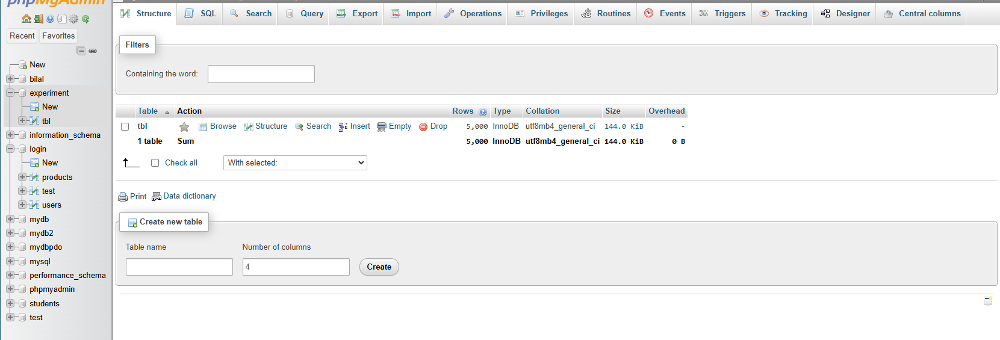 phpMyAdmin
Recent Favorites
New
bilal
experiment
New
tbl
information_schema
login
New
products
test
users
mydb
mydb2
mydbpdo
mysql
performance_schema
phpmyadmin
students
test
Structure SQL Search Query Export Import Operations Privileges Routines Events Triggers Tracking Designer Central columns
Filters
Containing the word:
Table Action Rows Type Collation Size Overhead
tbl Browse Structure Search Insert Empty Drop 5,000 InnoDB utf8mb4_general_ci 144.0 KiB -
1 table Sum 5,000 InnoDB utf8mb4_general_ci 144.0 KiB 0 B
Check all With selected:
Print Data dictionary
Create new table
Table name Number of columns
4 Create